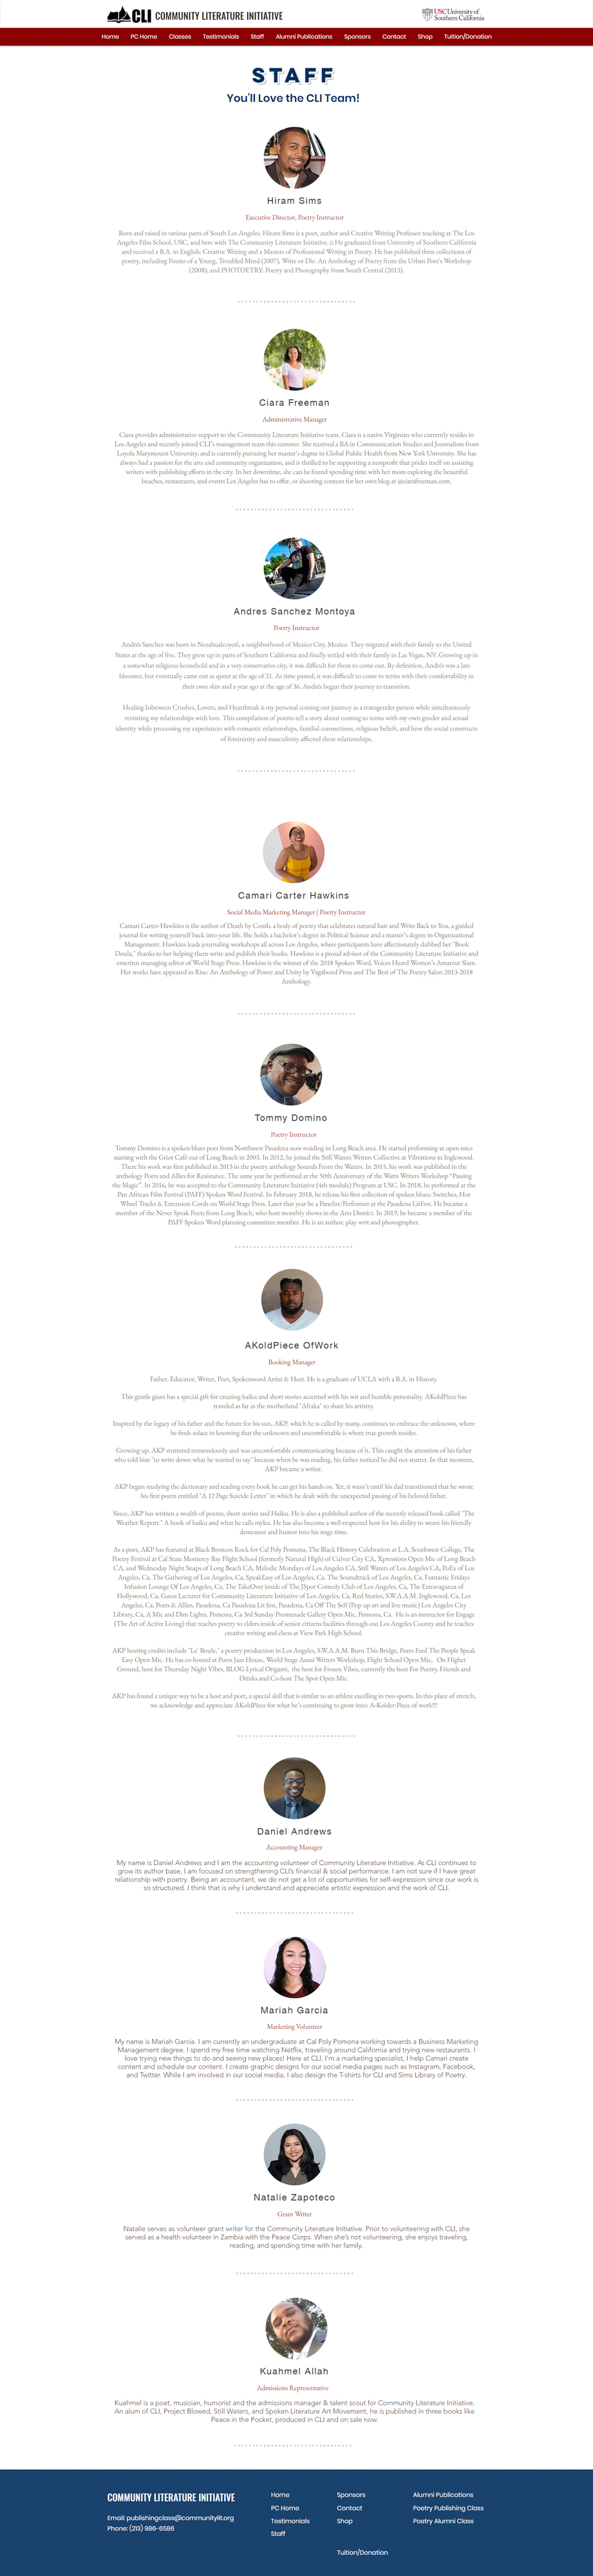 CLI COMMUNITY LITERATURE INITIATIVE
USC University of
Southern California
Home PC Home Classes Testimonials Staff Alumni Publications Sponsors Contact Shop Tuition/Donation
STAFF
You'll Love the CLI Team!
Hiram Sims
Executive Director, Poetry Instructor
Born and raised in various parts of South Los Angeles, Hiram Sims is a poet, author and Creative Writing Professor teaching at The Los
Angeles Film School, USC, and here with The Community Literature Initiative. :: He graduated from University of Southern California
and received a B.A. in English: Creative Writing and a Masters of Professional Writing in Poetry. He has published three collections of
poetry, including Poems of a Young, Troubled Mind (2007), Write or Die: An Anthology of Poetry from the Urban Poet's Workshop
(2008), and PHOTOETRY: Poetry and Photography from South Central (2013).
Ciara Freeman
Administrative Manager
Ciara provides administrative support to the Community Literature Initiative team. Ciara is a native Virginian who currently resides in
Los Angeles and recently joined CLI's management team this summer. She received a BA in Communication Studies and Journalism from
Loyola Marymount University, and is currently pursuing her master's degree in Global Public Health from New York University. She has
always had a passion for the arts and community organization, and is thrilled to be supporting a nonprofit that prides itself on assisting
writers with publishing efforts in the city. In her downtime, she can be found spending time with her mom exploring the beautiful
beaches, restaurants, and events Los Angeles has to offer, or shooting content for her own blog at @ciarafreeman.com.
Andres Sanchez Montoya
Poetry Instructor
Andrés Sanchez was born in Nezahualcoyotl, a neighborhood of Mexico City, Mexico. They migrated with their family to the United
States at the age of five. They grew up in parts of Southern California and finally settled with their family in Las Vegas, NV. Growing up in
a somewhat religious household and in a very conservative city, it was difficult for them to come out. By definition, Andrés was a late
bloomer, but eventually came out as queer at the age of 21. As time passed, it was difficult to come to terms with their comfortability in
their own skin and a year ago at the age of 36, Andrés began their journey to transition.
Healing Inbetween Crushes, Lovers, and Heartbreak is my personal coming out journey as a transgender person while simultaniously
revisiting my relationships with love. This compilation of poems tell a story about coming to terms with my own gender and sexual
identity while processing my experiences with romantic relationships, familial connections, religious beliefs, and how the social constructs
of femininity and masculinity affected these relationships.
Camari Carter Hawkins
Social Media Marketing Manager | Poetry Instructor
Camari Carter-Hawkins is the author of Death by Comb, a body of poetry that celebrates natural hair and Write Back to You, a guided
journal for writing yourself back into your life. She holds a bachelor's degree in Political Science and a master's degree in Organizational
Management. Hawkins leads journaling workshops all across Los Angeles, where participants have affectionately dubbed her "Book
Doula," thanks to her helping them write and publish their books. Hawkins is a proud advisor of the Community Literature Initiative and
emeritus managing editor of World Stage Press. Hawkins is the winner of the 2018 Spoken Word, Voices Heard Women's Amateur Slam.
Her works have appeared in Rise: An Anthology of Power and Unity by Vagabond Press and The Best of The Poetry Salon 2013-2018
Anthology.
Tommy Domino
Poetry Instructor
Tommy Domino is a spoken blues poet from Northwest Pasadena now residing in Long Beach area. He started preforming at open mics
starting with the Griot Café out of Long Beach in 2003. In 2012, he joined the Still Waters Writers Collective at Vibrations in Inglewood.
There his work was first published in 2013 in the poetry anthology Sounds From the Waters. In 2015, his work was published in the
anthology Poets and Allies for Resistance. The same year he performed at the 50th Anniversary of the Watts Writers Workshop "Passing
the Magic". In 2016, he was accepted to the Community Literature Initiative (4th module) Program at USC. In 2018, he performed at the
Pan African Film Festival (PAFF) Spoken Word Festival. In February 2018, he release his first collection of spoken blues: Switches, Hot
Wheel Tracks & Extension Cords on World Stage Press. Later that year he a Panelist/Performer at the Pasadena LitFest. He became a
member of the Never Speak Poets from Long Beach, who host monthly shows in the Arts District. In 2019, he became a member of the
PAFF Spoken Word planning committee member. He is an author, play writ and photographer.
AKoldPiece OfWork
Booking Manager
Father, Educator, Writer, Poet, Spokenword Artist & Host. He is a graduate of UCLA with a B.A. in History.
This gentle giant has a special gift for creating haiku and short stories accented with his wit and humble personality. AKoldPiece has
traveled as far as the motherland "Afraka" to share his artistry.
Inspired by the legacy of his father and the future for his sun, AKP, which he is called by many, continues to embrace the unknown, where
he finds solace in knowing that the unknown and uncomfortable is where true growth resides.
Growing up, AKP stuttered tremendously and was uncomfortable communicating because of it. This caught the attention of his father
who told him "to write down what he wanted to say" because when he was reading, his father noticed he did not stutter. In that moment,
AKP became a writer.
AKP began studying the dictionary and reading every book he can get his hands on. Yet, it wasn't until his dad transitioned that he wrote
his first poem entitled "A 12 Page Suicide Letter" in which he dealt with the unexpected passing of his beloved father.
Since, AKP has written a wealth of poems, short stories and Haiku. He is also a published author of the recently released book called "The
Weather Report." A book of haiku and what he calls myku. He has also become a well-respected host for his ability to weave his friendly
demeanor and humor into his stage time.
As a poet, AKP has featured at Black Bronson Rock for Cal Poly Pomona, The Black History Celebration at L.A. Southwest College, The
Poetry Festival at Cal State Monterey Bay Flight School (formerly Natural High) of Culver City CA, Xpressions Open Mic of Long Beach
CA, and Wednesday Night Snaps of Long Beach CA, Melodic Mondays of Los Angeles CA, Still Waters of Los Angeles CA, PoEx of Los
Angeles, Ca, The Gathering of Los Angeles, Ca, SpeakEasy of Los Angeles, Ca. The Soundtrack of Los Angeles, Ca, Fantastic Fridays
Infusion Lounge Of Los Angeles, Ca, The TakeOver inside of The JSpot Comedy Club of Los Angeles, Ca, The Extravaganza of
Hollywood, Ca, Guess Lecturer for Community Literature Initiative of Los Angeles, Ca, Red Stories, S.W.A.A.M. Inglewood, Ca, Los
Angeles, Ca, Poets & Allies, Pasadena, Ca Pasadena Lit fest, Pasadena, Ca Off The Self (Pop up art and live music) Los Angeles City
Library, Ca, A Mic and Dim Lights, Pomona, Ca 3rd Sunday Promenade Gallery Open Mic, Pomona, Ca. He is an instructor for Engage
(The Art of Active Living) that teaches poetry to elders inside of senior citizens facilities through out Los Angeles County and he teaches
creative writing and chess at View Park High School.
AKP hosting credits include "La' Boule," a poetry production in Los Angeles, S.W.A.A.M. Burn This Bridge, Poets Feed The People Speak
Easy Open Mic. He has co-hosted at Poets Jazz House, World Stage Anasi Writers Workshop, Flight School Open Mic, On Higher
Ground, host for Thursday Night Vibes, BLOG Lyrical Origami, the host for Frozen Vibes, currently the host For Poetry, Friends and
Drinks and Co-host The Spot Open Mic.
AKP has found a unique way to be a host and poet, a special skill that is similar to an athlete excelling in two sports. In this place of stretch,
we acknowledge and appreciate AKoldPiece for what he's continuing to grow into: A-Kolder-Piece of work!!!
Daniel Andrews
Accounting Manager
My name is Daniel Andrews and I am the accounting volunteer of Community Literature Initiative. As CLI continues to
grow its author base, I am focused on strengthening CLI's financial & social performance. I am not sure if I have great
relationship with poetry. Being an accountant, we do not get a lot of opportunities for self-expression since our work is
so structured. I think that is why I understand and appreciate artistic expression and the work of CLI.
Mariah Garcia
Marketing Volunteer
My name is Mariah Garcia. I am currently an undergraduate at Cal Poly Pomona working towards a Business Marketing
Management degree. I spend my free time watching Netflix, traveling around California and trying new restaurants. I
love trying new things to do and seeing new places! Here at CLI, I'm a marketing specialist, I help Camari create
content and schedule our content. I create graphic designs for our social media pages such as Instagram, Facebook,
and Twitter. While I am involved in our social media, I also design the T-shirts for CLI and Sims Library of Poetry.
Natalie Zapoteco
Grant Writer
Natalie serves as volunteer grant writer for the Community Literature Initiative. Prior to volunteering with CLI, she
served as a health volunteer in Zambia with the Peace Corps. When she's not volunteering, she enjoys traveling,
reading, and spending time with her family.
Kuahmel Allah
Admissions Representative
Kuahmel is a poet, musician, humorist and the admissions manager & talent scout for Community Literature Initiative.
An alum of CLI, Project Blowed, Still Waters, and Spoken Literature Art Movement, he is published in three books like
Peace in the Pocket, produced in CLI and on sale now.
COMMUNITY LITERATURE INITIATIVE
Email: publishingclass@communitylit.org
Phone: (213) 986-6586
Home
PC Home
Testimonials
Staff
Sponsors
Contact
Shop
Tuition/Donation
Alumni Publications
Poetry Publishing Class
Poetry Alumni Class